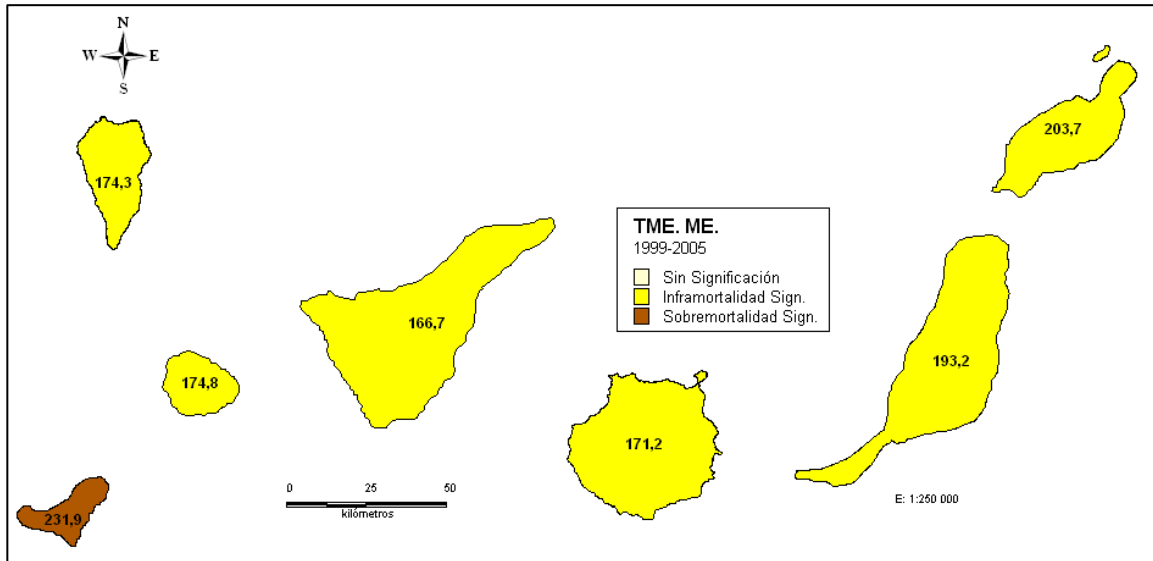 N
W E
S
203,7
174,3
TME. ME.
1999-2005
Sin Significación
Inframortalidad Sign.
Sobremortalidad Sign.
166,7
193,2
174,8
171,2
0 25 50
kilómetros
E: 1:250 000
231,9